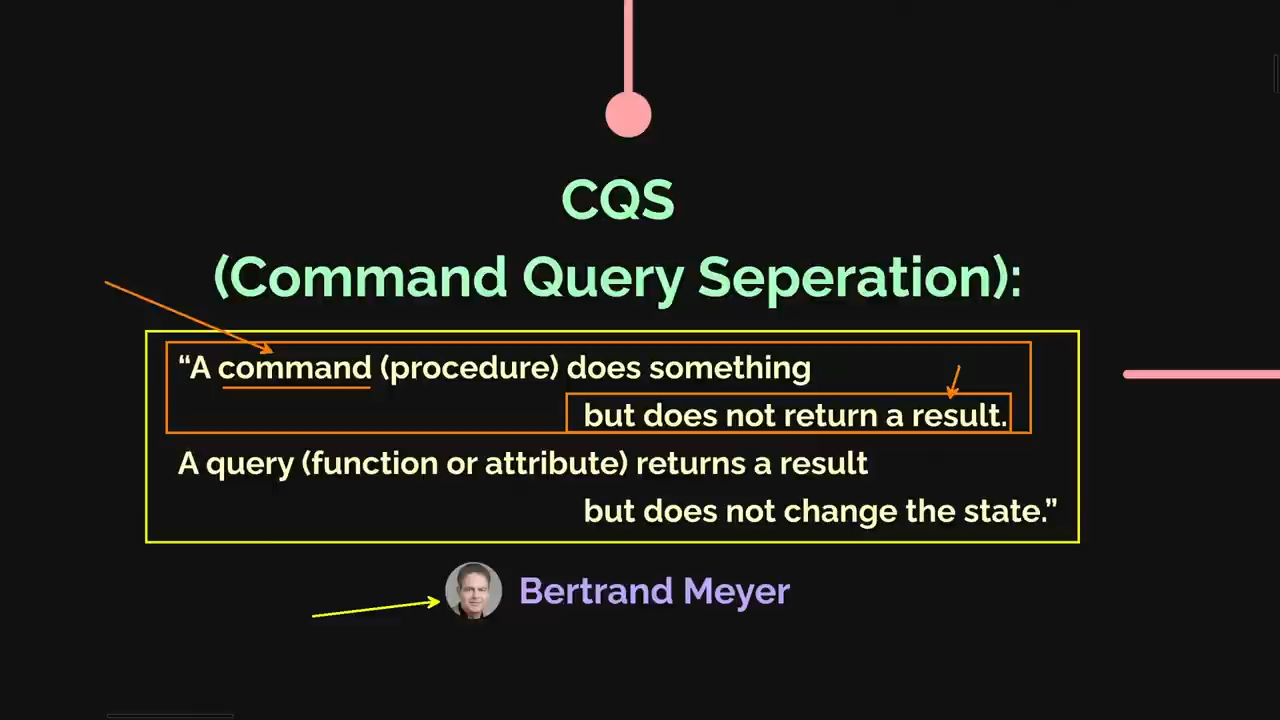 CQS
(Command Query Seperation):
“A command (procedure) does something
but does not return a result.
A query (function or attribute) returns a result
but does not change the state.”
Bertrand Meyer